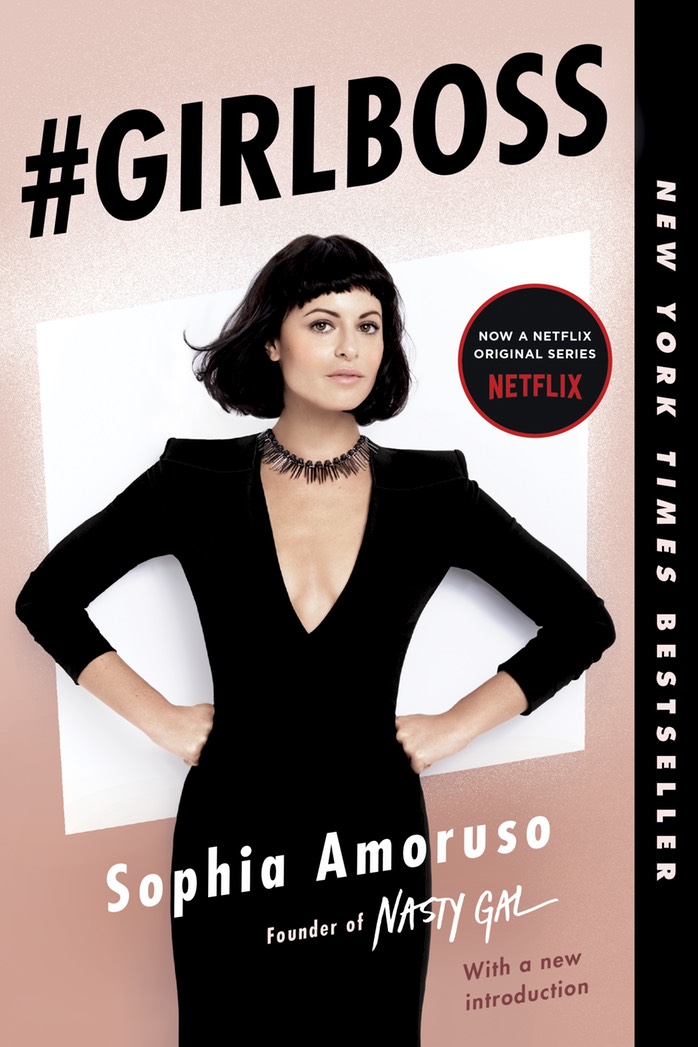 #GIRLBOSS
NOW A NETFLIX
ORIGINAL SERIES
NETFLIX
NEW YORK TIMES BESTSELLER
Sophia Amoruso
Founder of NASTY GAL
With a new
introduction